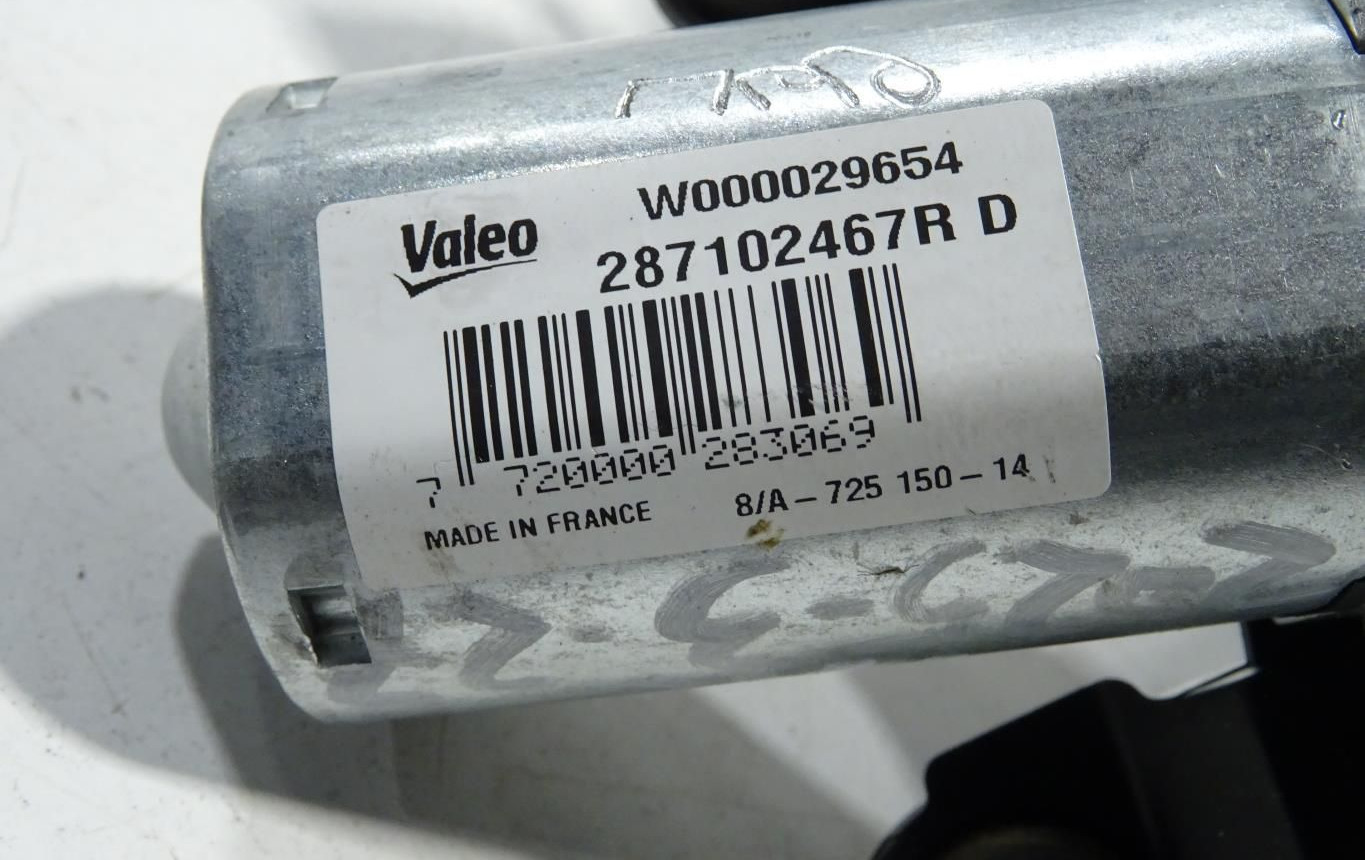 W000029654
Valeo
287102467R D
7 720000 283069
MADE IN FRANCE 8/A-725 150-14